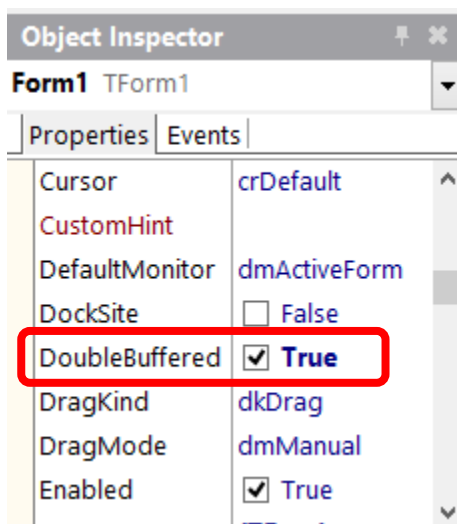 Object Inspector
Form1 TForm1
Properties Events
Cursor crDefault
CustomHint
DefaultMonitor dmActiveForm
DockSite False
DoubleBuffered True
DragKind dkDrag
DragMode dmManual
Enabled True